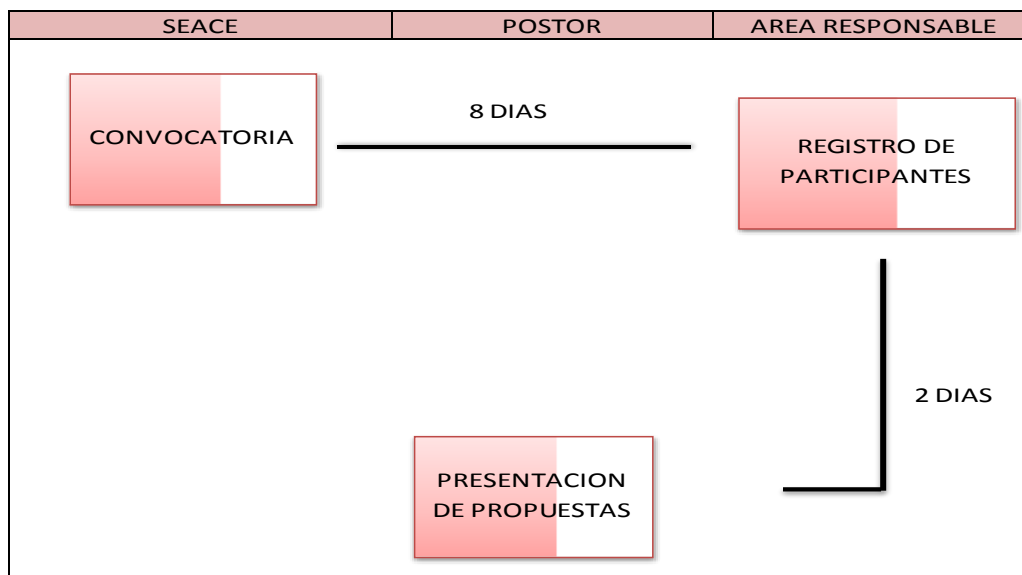 SEACE
POSTOR
AREA RESPONSABLE
CONVOCATORIA
8 DIAS
REGISTRO DE
PARTICIPANTES
2 DIAS
PRESENTACION
DE PROPUESTAS